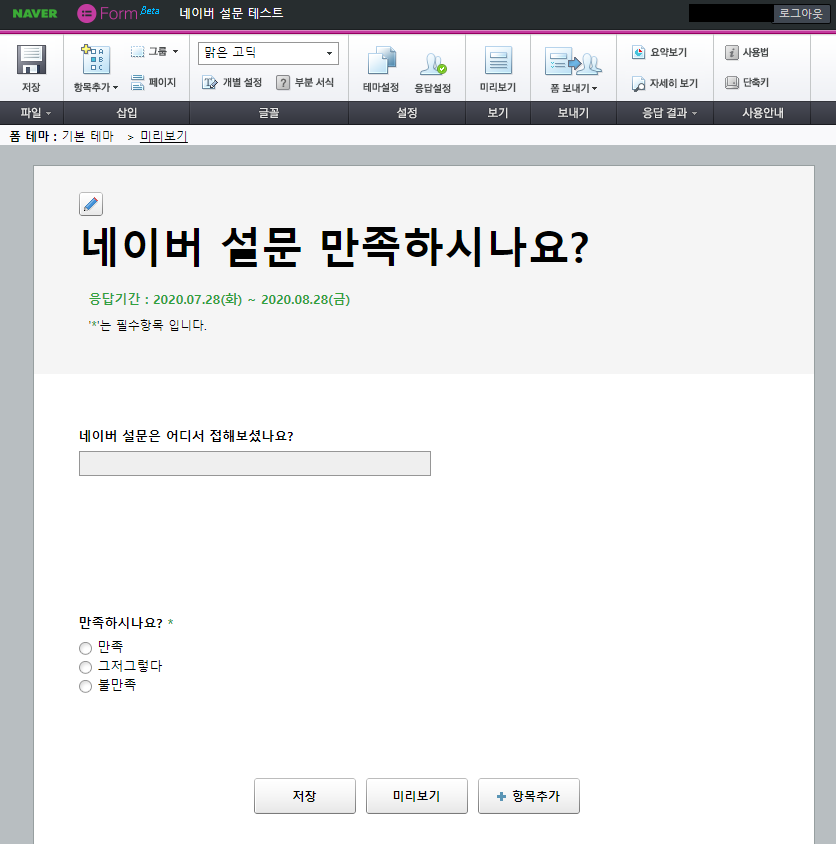 NAVER Form Beta 네이버 설문 테스트 로그아웃
저장 항목추가 그룹 페이지
맑은 고딕
개별 설정 부분 서식
테마설정 응답설정 미리보기 폼 보내기
요약보기
자세히 보기
사용법
단축키
파일 삽입 글꼴 설정 보기 보내기 응답 결과 사용안내
폼 테마 : 기본 테마 > 미리보기
네이버 설문 만족하시나요?
응답기간 : 2020.07.28(화) ~ 2020.08.28(금)
'*'는 필수항목 입니다.
네이버 설문은 어디서 접해보셨나요?
만족하시나요? *
만족
그저그렇다
불만족
저장 미리보기 + 항목추가